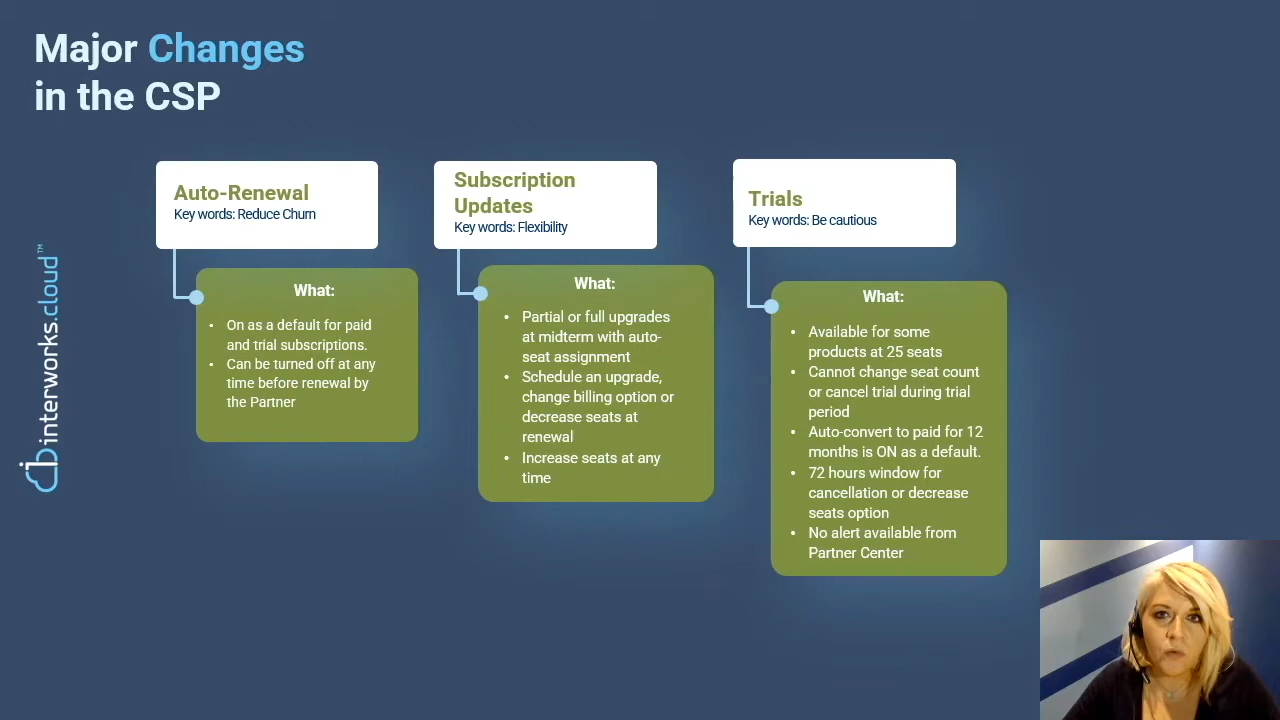 Major Changes
in the CSP
Auto-Renewal
Key words: Reduce Churn
What:
• On as a default for paid
and trial subscriptions.
• Can be turned off at any
time before renewal by
the Partner
Subscription
Updates
Key words: Flexibility
What:
• Partial or full upgrades
at midterm with auto-
seat assignment
• Schedule an upgrade,
change billing option or
decrease seats at
renewal
• Increase seats at any
time
Trials
Key words: Be cautious
What:
• Available for some
products at 25 seats
• Cannot change seat count
or cancel trial during trial
period
• Auto-convert to paid for 12
months is ON as a default.
• 72 hours window for
cancellation or decrease
seats option
• No alert available from
Partner Center
interworks.cloud™